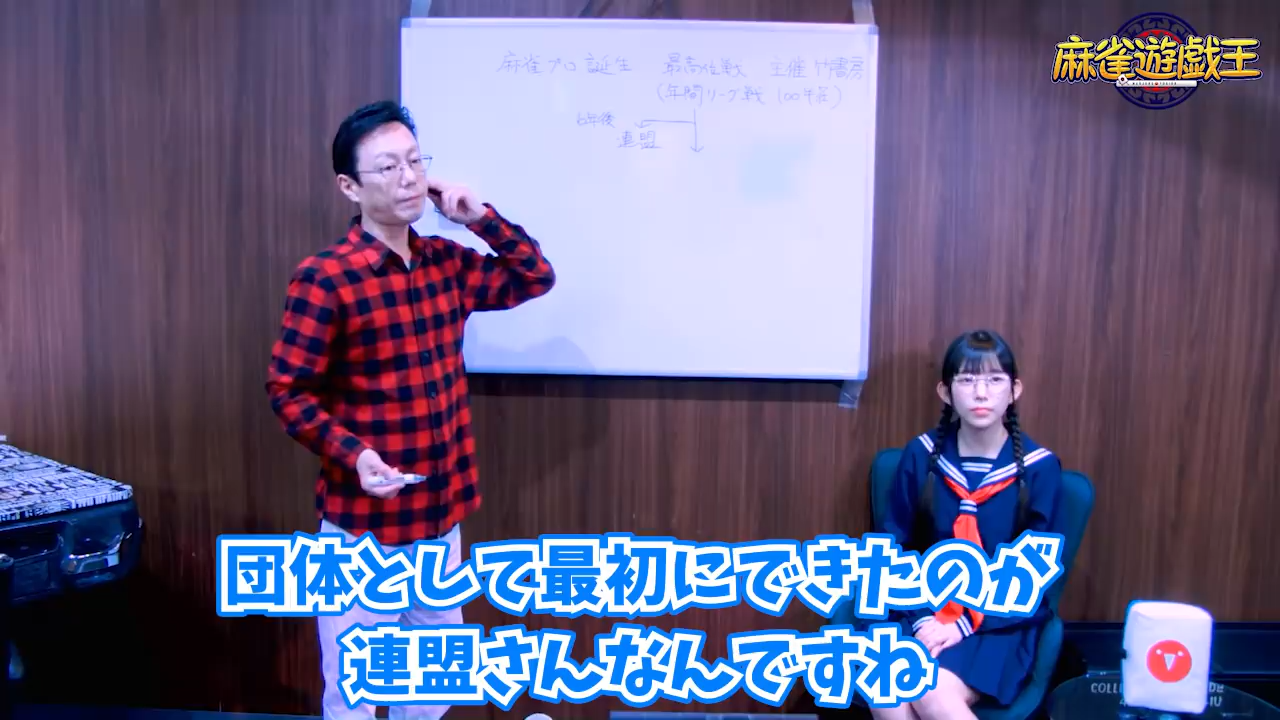 麻雀遊戯王
麻雀プロ誕生 最高位戦 主催 竹書房
(年間リーグ戦 100半荘)
6年後
連盟
団体として最初にできたのが
連盟さんなんですね